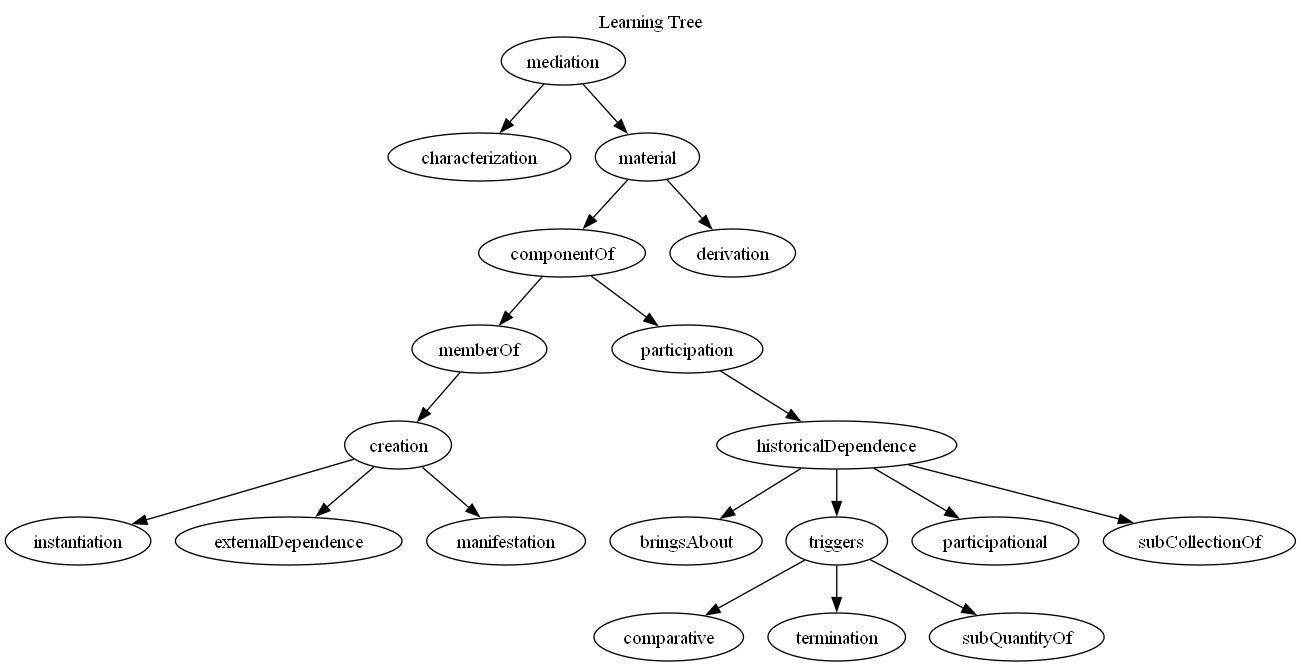 Learning Tree
mediation
characterization
material
componentOf
derivation
memberOf
participation
creation
historicalDependence
instantiation
externalDependence
manifestation
bringsAbout
triggers
participational
subCollectionOf
comparative
termination
subQuantityOf